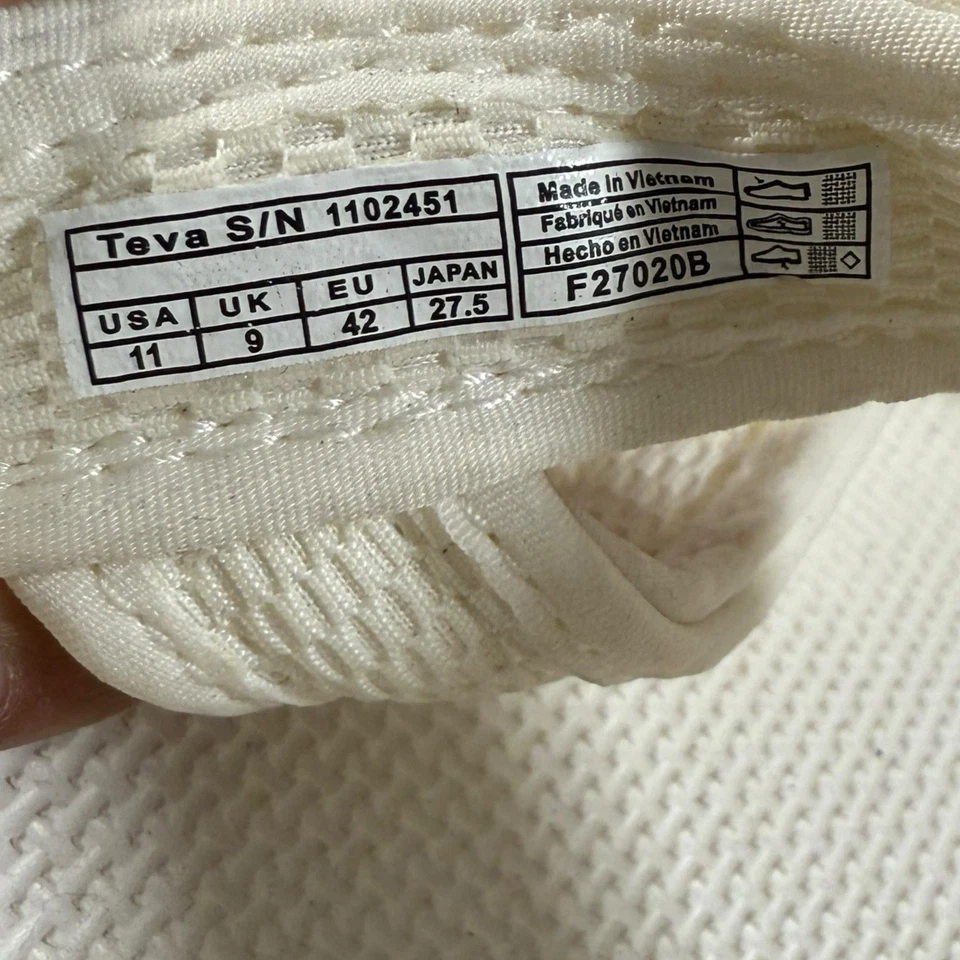 Teva S/N 1102451
USA UK EU JAPAN
11 9 42 27.5
Made in Vietnam
Fabriqué en Vietnam
Hecho en Vietnam
F27020B